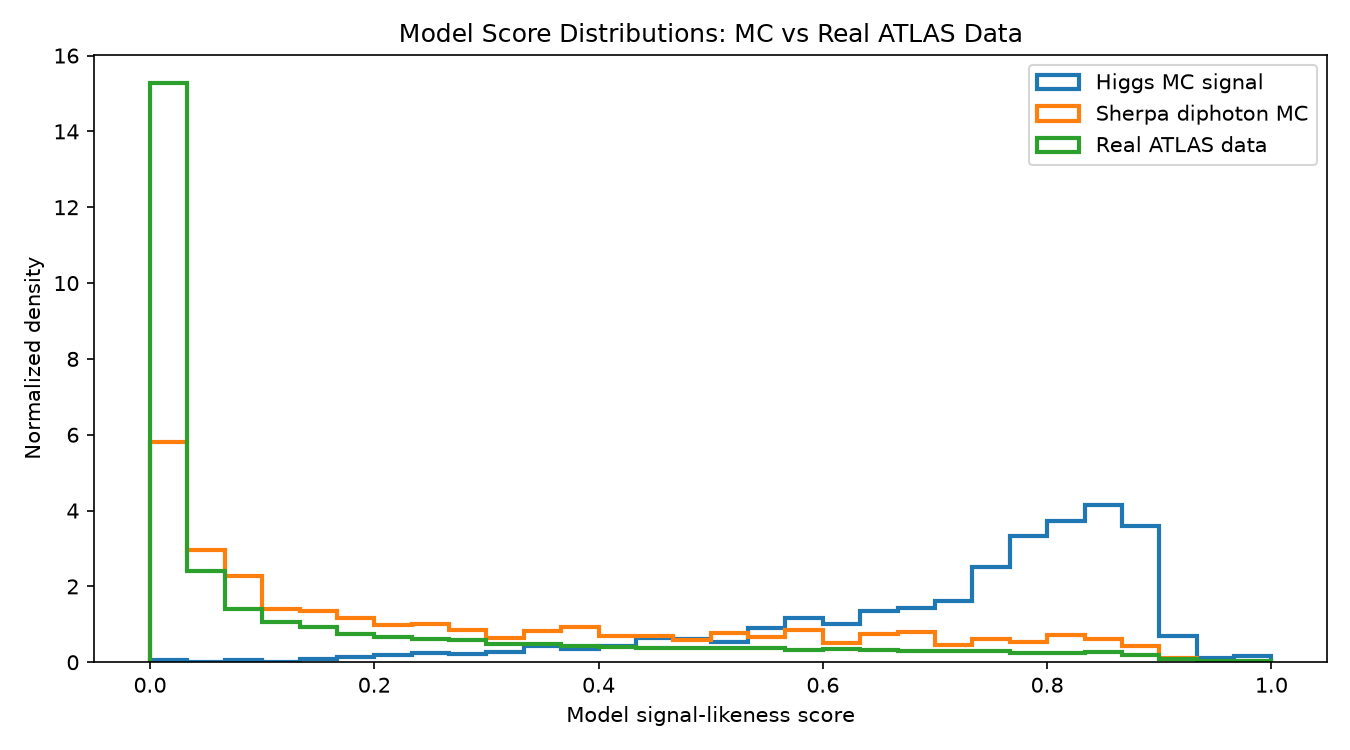 Model Score Distributions: MC vs Real ATLAS Data
16
14
12
10
8
6
4
2
0
Normalized density
Higgs MC signal
Sherpa diphoton MC
Real ATLAS data
0.0 0.2 0.4 0.6 0.8 1.0
Model signal-likeness score